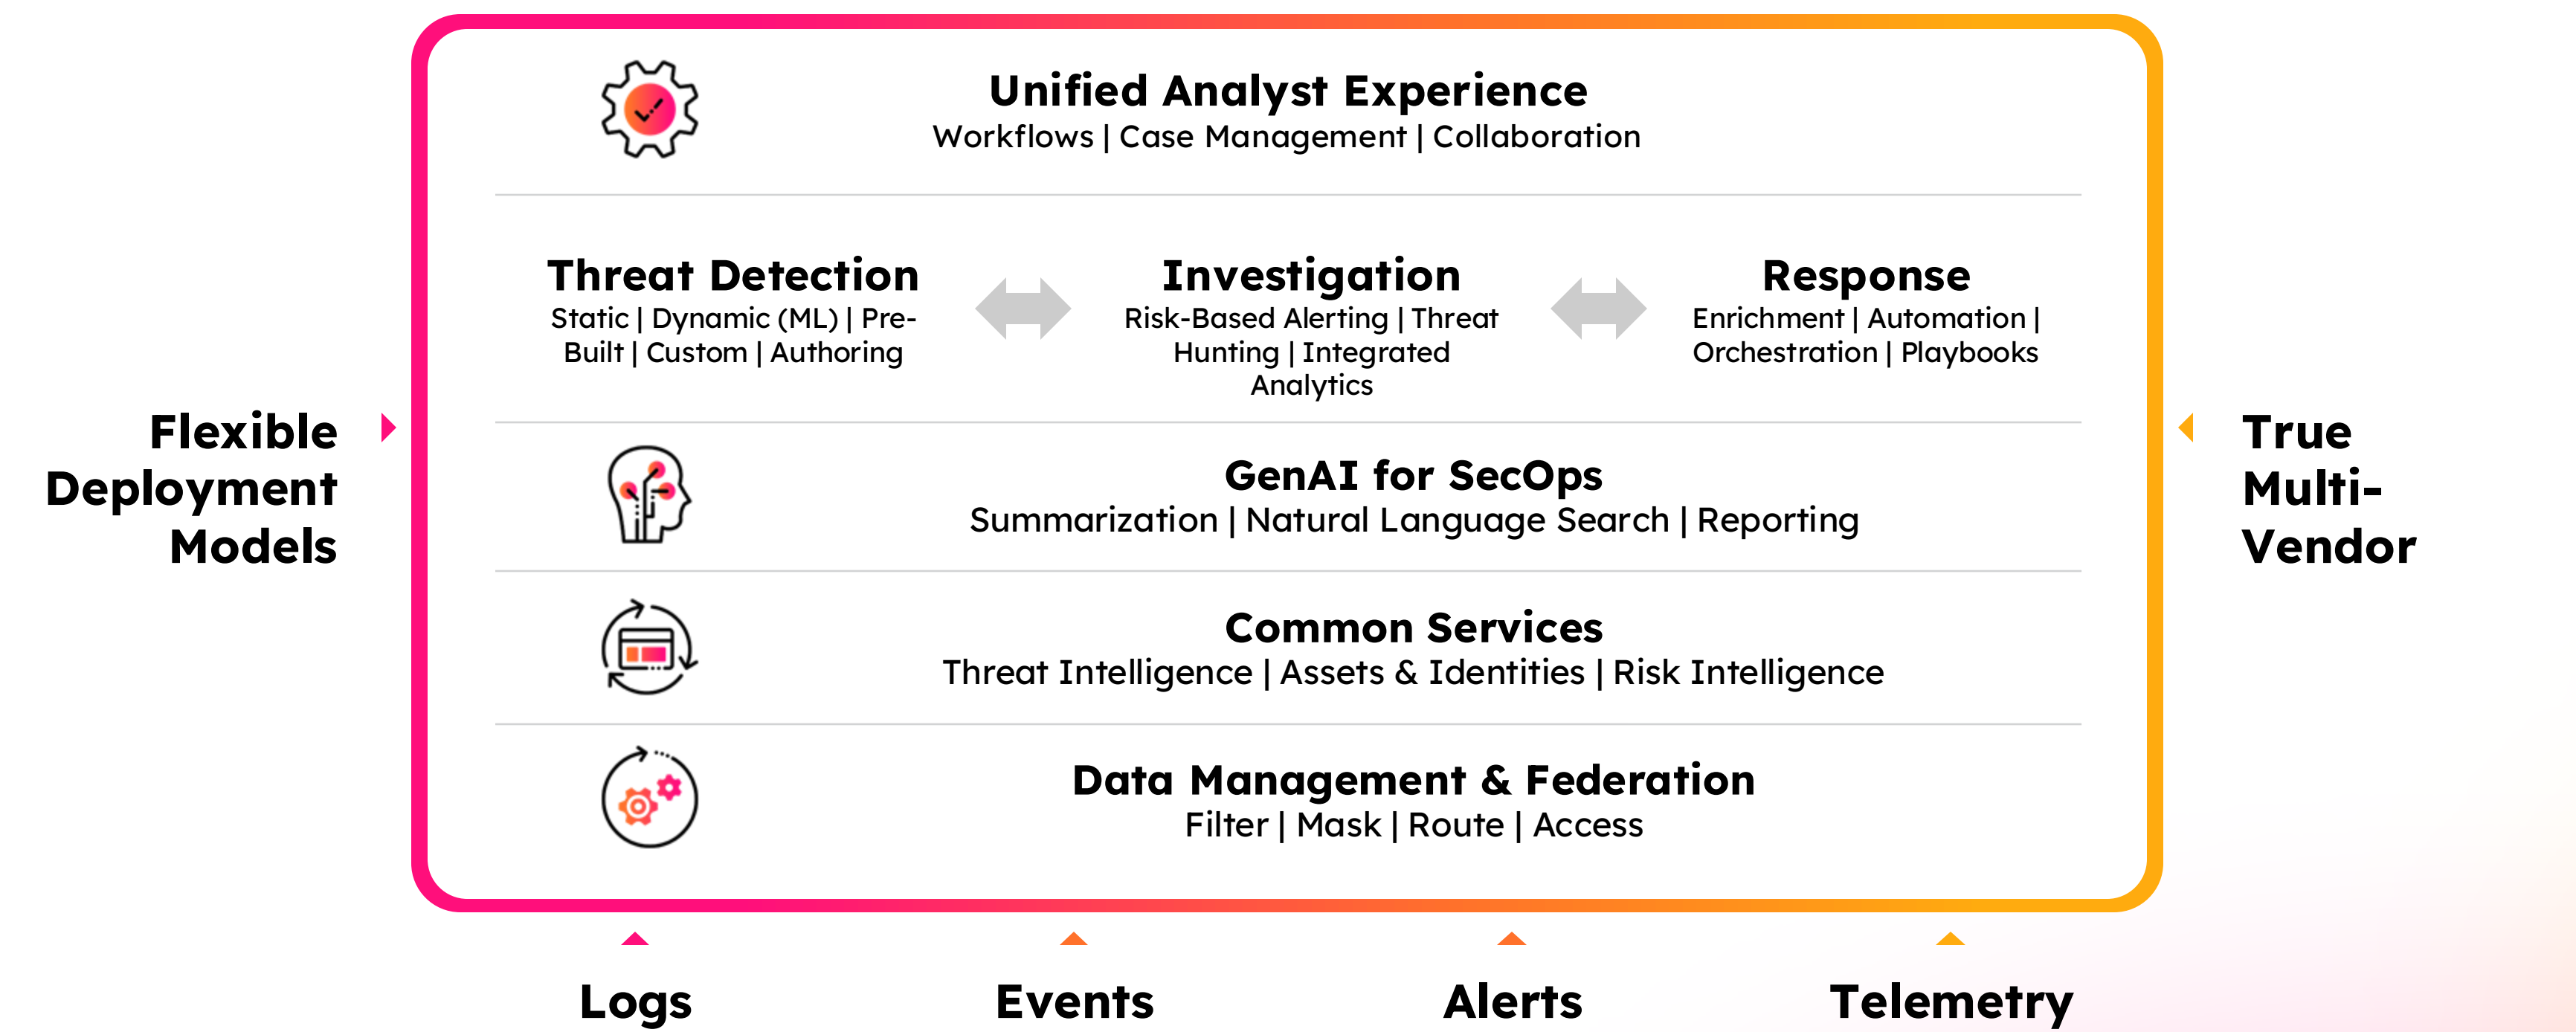 Unified Analyst Experience
Workflows | Case Management | Collaboration
Threat Detection
Static | Dynamic (ML) | Pre-
Built | Custom | Authoring
Investigation
Risk-Based Alerting | Threat
Hunting | Integrated
Analytics
Response
Enrichment | Automation |
Orchestration | Playbooks
Flexible
Deployment
Models
GenAI for SecOps
Summarization | Natural Language Search | Reporting
True
Multi-
Vendor
Common Services
Threat Intelligence | Assets & Identities | Risk Intelligence
Data Management & Federation
Filter | Mask | Route | Access
Logs
Events
Alerts
Telemetry